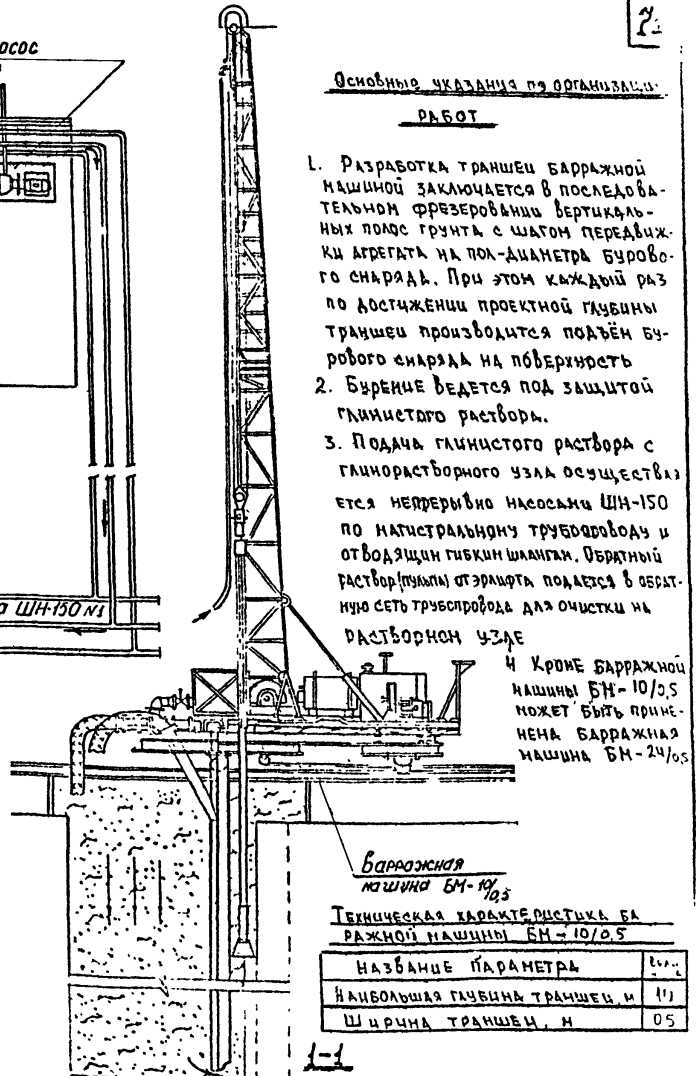 Основные указания по организаци
работ
1. Разработка траншеи барражной
машиной заключается в последова-
тельном фрезеровании вертикаль-
ных полос грунта с шагом передвиж-
ки агрегата на пол-диаметра бурово-
го снаряда. При этом каждый раз
по достижении проектной глубины
траншеи производится подъём бу-
рового снаряда на поверхность
2. Бурение ведется под защитой
глинистого раствора.
3. Подача глинистого раствора с
глинорастворного узла осуществля
ется непрерывно насосами ШН-150
по магистральному трубопроводу и
отводящим гибким шлангам. Обратный
раствор (пульпа) от эрлифта подается в обрат-
ную сеть трубопровода для очистки на
растворном узле
4 Кроме барражной
машины БМ-10/0,5
может быть приме-
нена барражная
машина БМ-24/0,5
осос
а ШН-150 №1
Барражная
машина БМ-10/0,5
Техническая характеристика ба
ражной машины БМ-10/0,5
Название параметра
Наибольшая глубина траншеи, м
Ширина траншеи, м 0 5
1-1